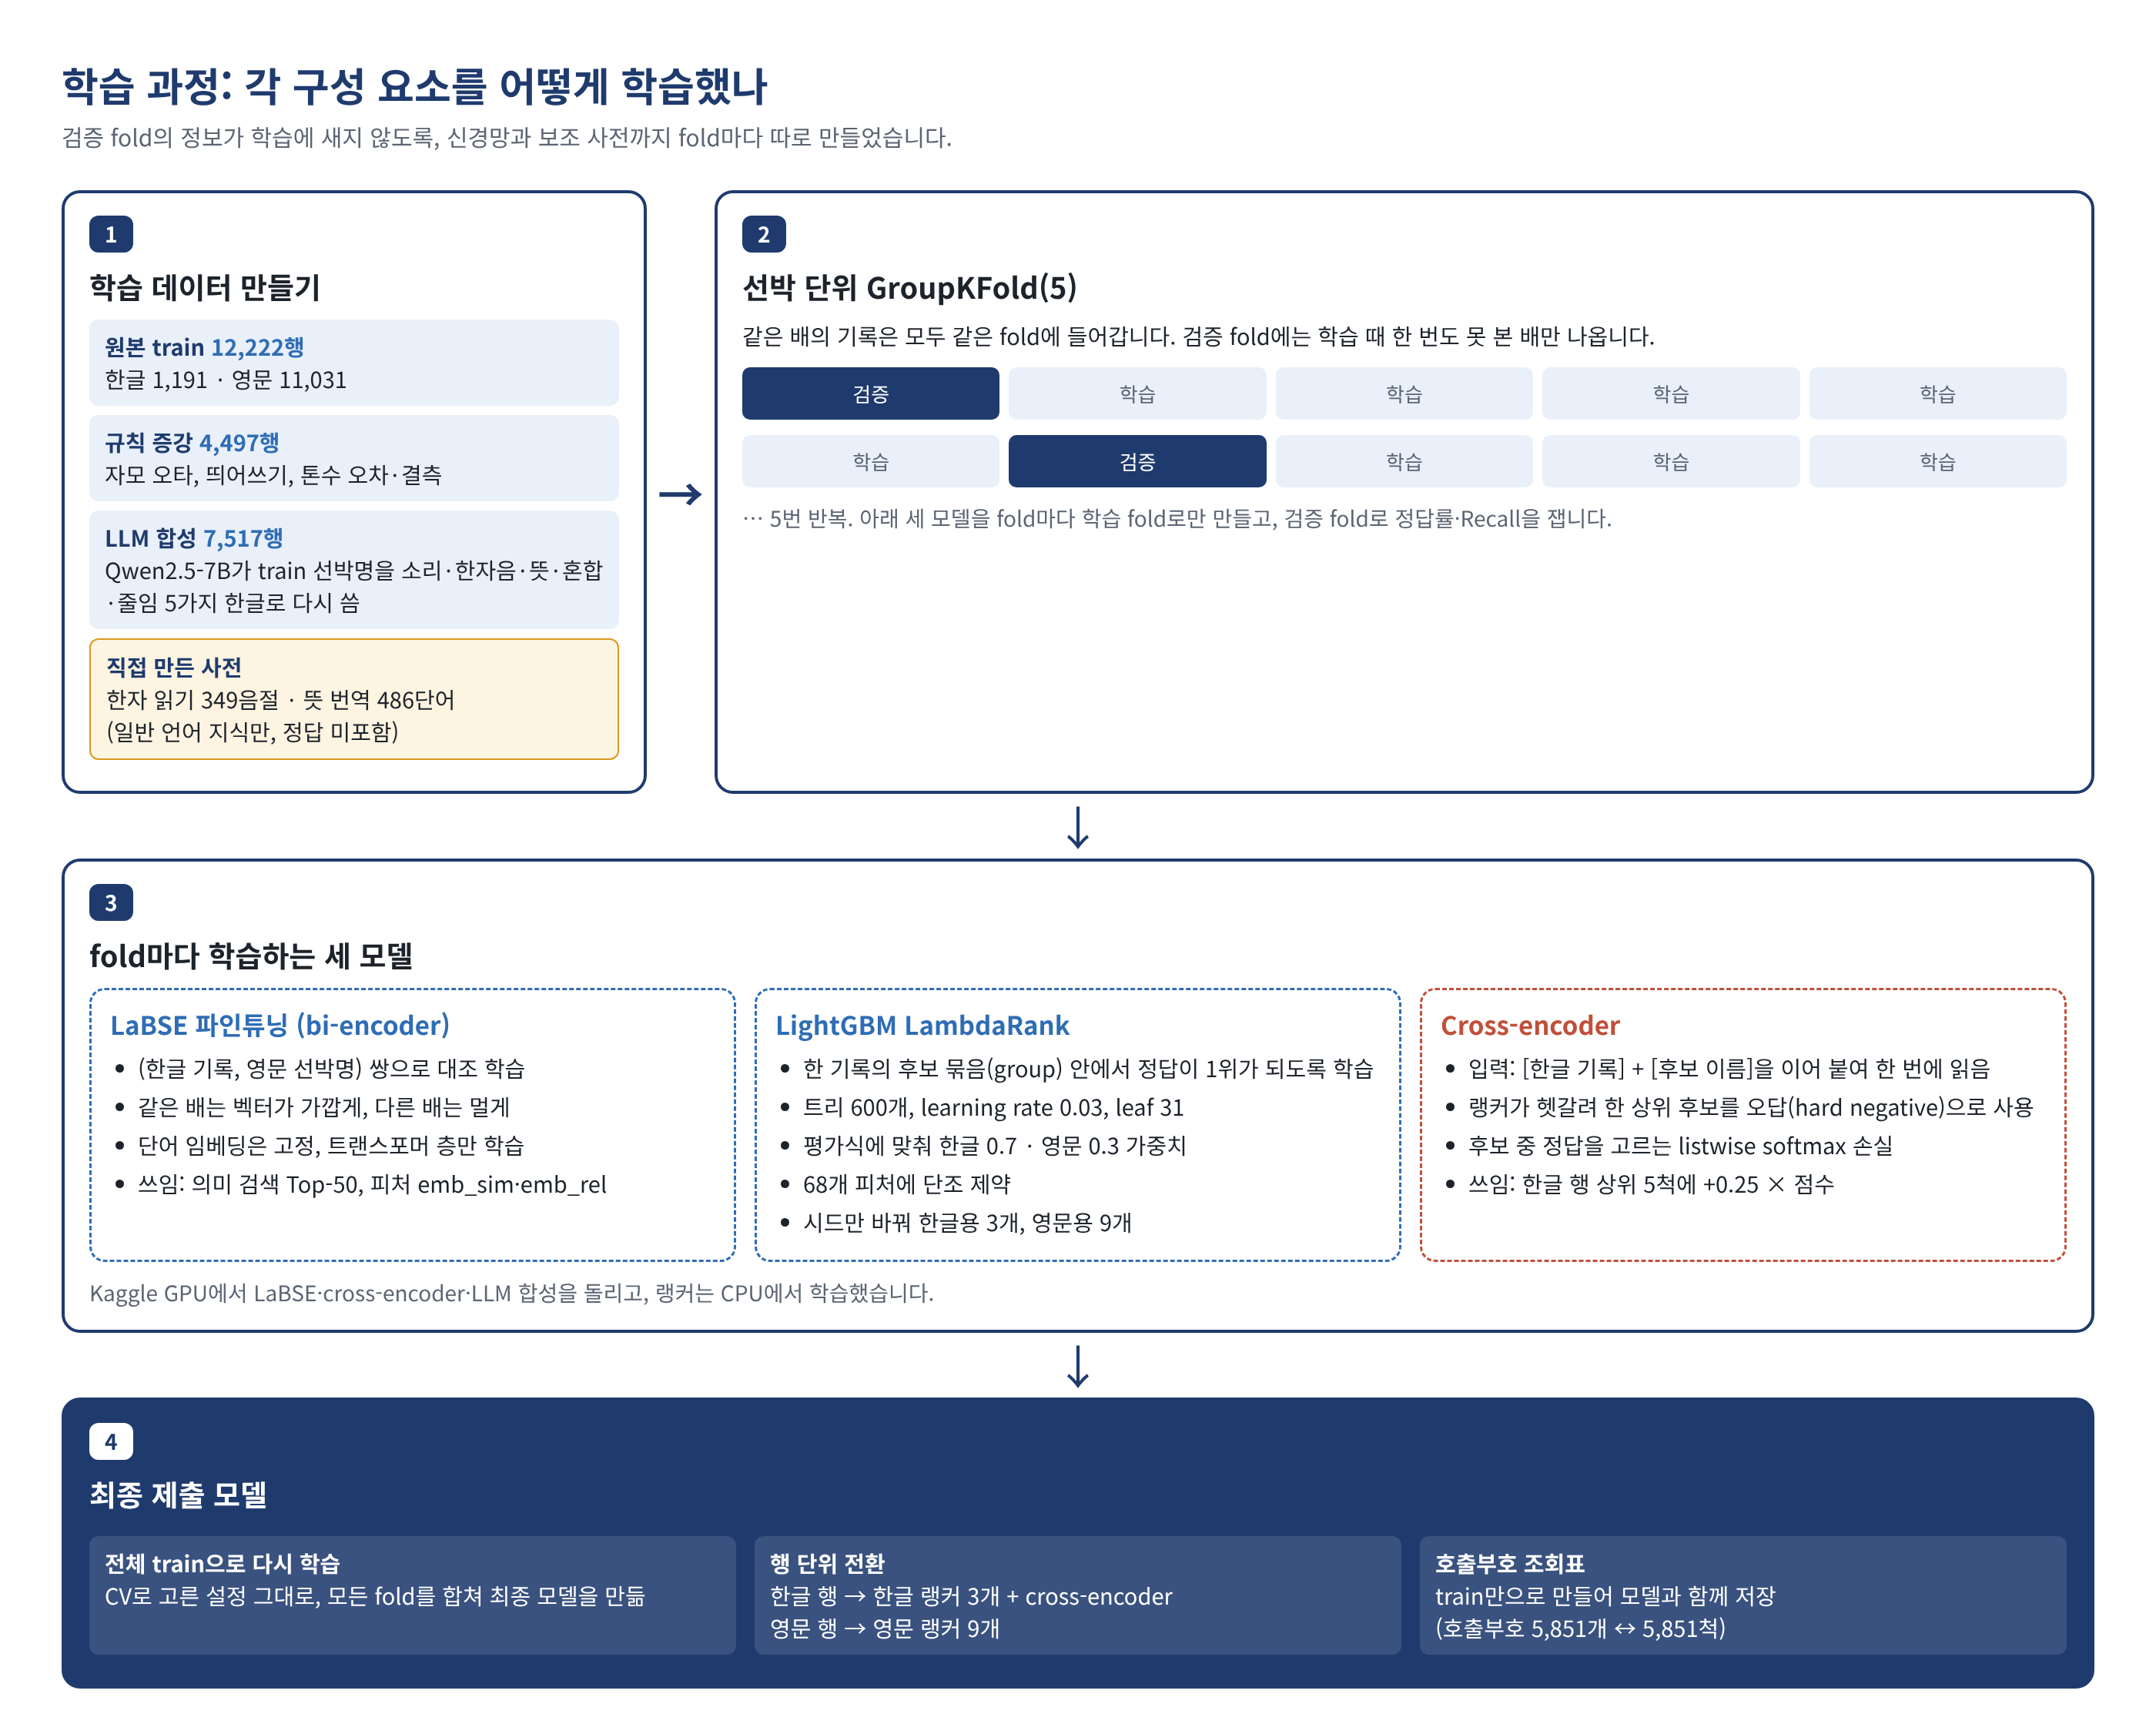 학습 과정: 각 구성 요소를 어떻게 학습했나
검증 fold의 정보가 학습에 새지 않도록, 신경망과 보조 사전까지 fold마다 따로 만들었습니다.
1
학습 데이터 만들기
원본 train 12,222행
한글 1,191 · 영문 11,031
규칙 증강 4,497행
자모 오타, 띄어쓰기, 톤수 오차·결측
LLM 합성 7,517행
Qwen2.5-7B가 train 선박명을 소리·한자음·뜻·혼합
·줄임 5가지 한글로 다시 씀
직접 만든 사전
한자 읽기 349음절 · 뜻 번역 486단어
(일반 언어 지식만, 정답 미포함)
→
2
선박 단위 GroupKFold(5)
같은 배의 기록은 모두 같은 fold에 들어갑니다. 검증 fold에는 학습 때 한 번도 못 본 배만 나옵니다.
검증 학습 학습 학습 학습
학습 검증 학습 학습 학습
… 5번 반복. 아래 세 모델을 fold마다 학습 fold로만 만들고, 검증 fold로 정답률·Recall을 잽니다.
↓
3
fold마다 학습하는 세 모델
LaBSE 파인튜닝 (bi-encoder)
• (한글 기록, 영문 선박명) 쌍으로 대조 학습
• 같은 배는 벡터가 가깝게, 다른 배는 멀게
• 단어 임베딩은 고정, 트랜스포머 층만 학습
• 쓰임: 의미 검색 Top-50, 피처 emb_sim·emb_rel
LightGBM LambdaRank
• 한 기록의 후보 묶음(group) 안에서 정답이 1위가 되도록 학습
• 트리 600개, learning rate 0.03, leaf 31
• 평가식에 맞춰 한글 0.7 · 영문 0.3 가중치
• 68개 피처에 단조 제약
• 시드만 바꿔 한글용 3개, 영문용 9개
Cross-encoder
• 입력: [한글 기록] + [후보 이름]을 이어 붙여 한 번에 읽음
• 랭커가 헷갈려 한 상위 후보를 오답(hard negative)으로 사용
• 후보 중 정답을 고르는 listwise softmax 손실
• 쓰임: 한글 행 상위 5척에 +0.25 × 점수
Kaggle GPU에서 LaBSE·cross-encoder·LLM 합성을 돌리고, 랭커는 CPU에서 학습했습니다.
↓
4
최종 제출 모델
전체 train으로 다시 학습
CV로 고른 설정 그대로, 모든 fold를 합쳐 최종 모델을 만듦
행 단위 전환
한글 행 → 한글 랭커 3개 + cross-encoder
영문 행 → 영문 랭커 9개
호출부호 조회표
train만으로 만들어 모델과 함께 저장
(호출부호 5,851개 ↔ 5,851척)